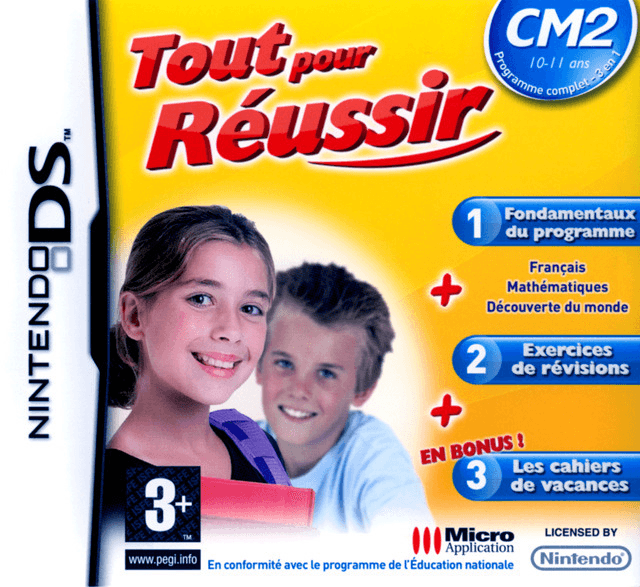 CM2
10-11 ans
Programme complet - 3 en 1
Tout pour
Réussir
NINTENDO DS™
1 Fondamentaux
du programme
+
Français
Mathématiques
Découverte du monde
2 Exercices
de révisions
+
EN BONUS !
3 Les cahiers
de vacances
3+
™
www.pegi.info
Micro
Application
LICENSED BY
Nintendo
En conformité avec le programme de l'Éducation nationale